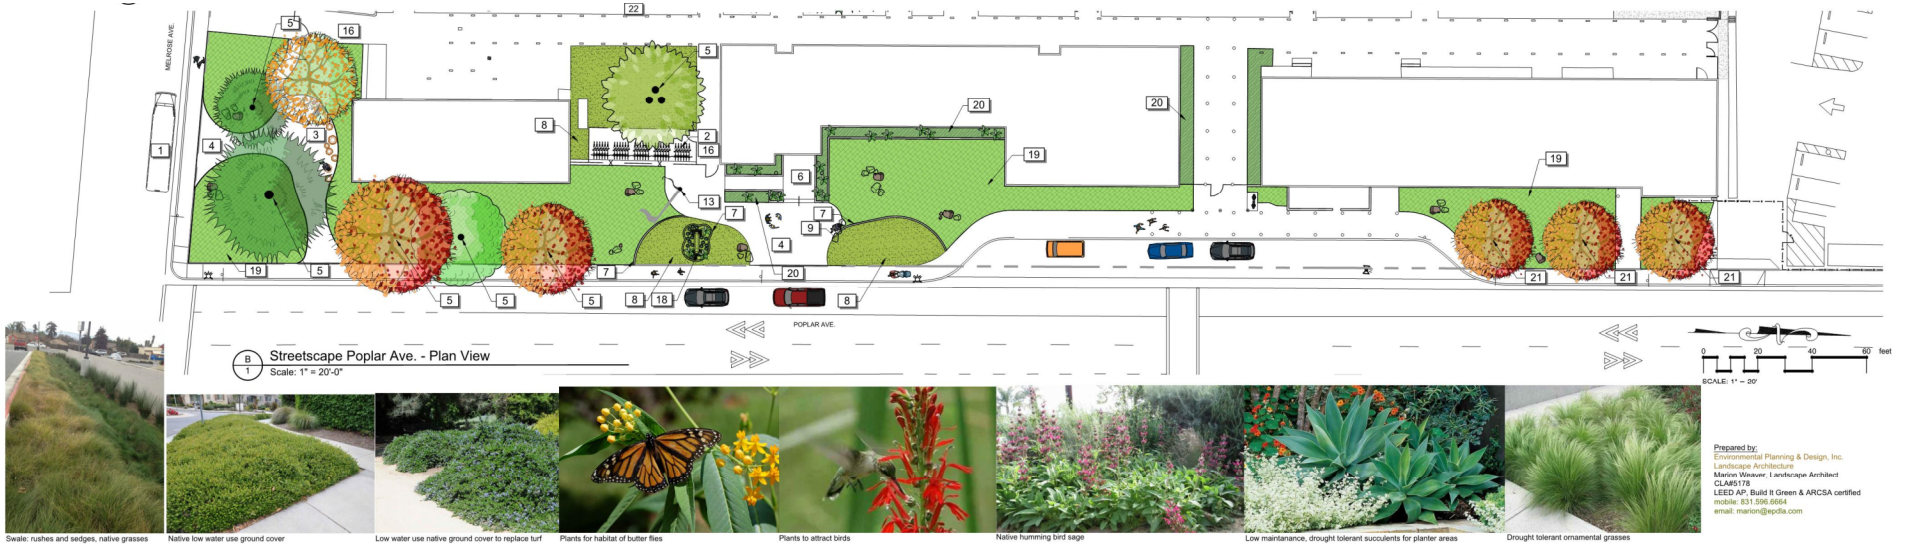 22
5
16
MELROSE AVE.
5
20
20
8
2
16
3
1
4
19
19
6
13
7
7
9
4
19
5
7
20
21
21
21
5
5
5
8
18
8
POPLAR AVE.
B
1
Streetscape Poplar Ave. - Plan View
Scale: 1" = 20'-0"
0
20
40
60
feet
SCALE: 1" = 20'
Prepared by:
Environmental Planning & Design, Inc.
Landscape Architecture
Marion Weaver, Landscape Architect
CLA#5178
LEED AP, Build It Green & ARCSA certified
mobile: 831.596.6664
email: marion@epdla.com
Swale: rushes and sedges, native grasses
Native low water use ground cover
Low water use native ground cover to replace turf
Plants for habitat of butter flies
Plants to attract birds
Native humming bird sage
Low maintanance, drought tolerant succulents for planter areas
Drought tolerant ornamental grasses